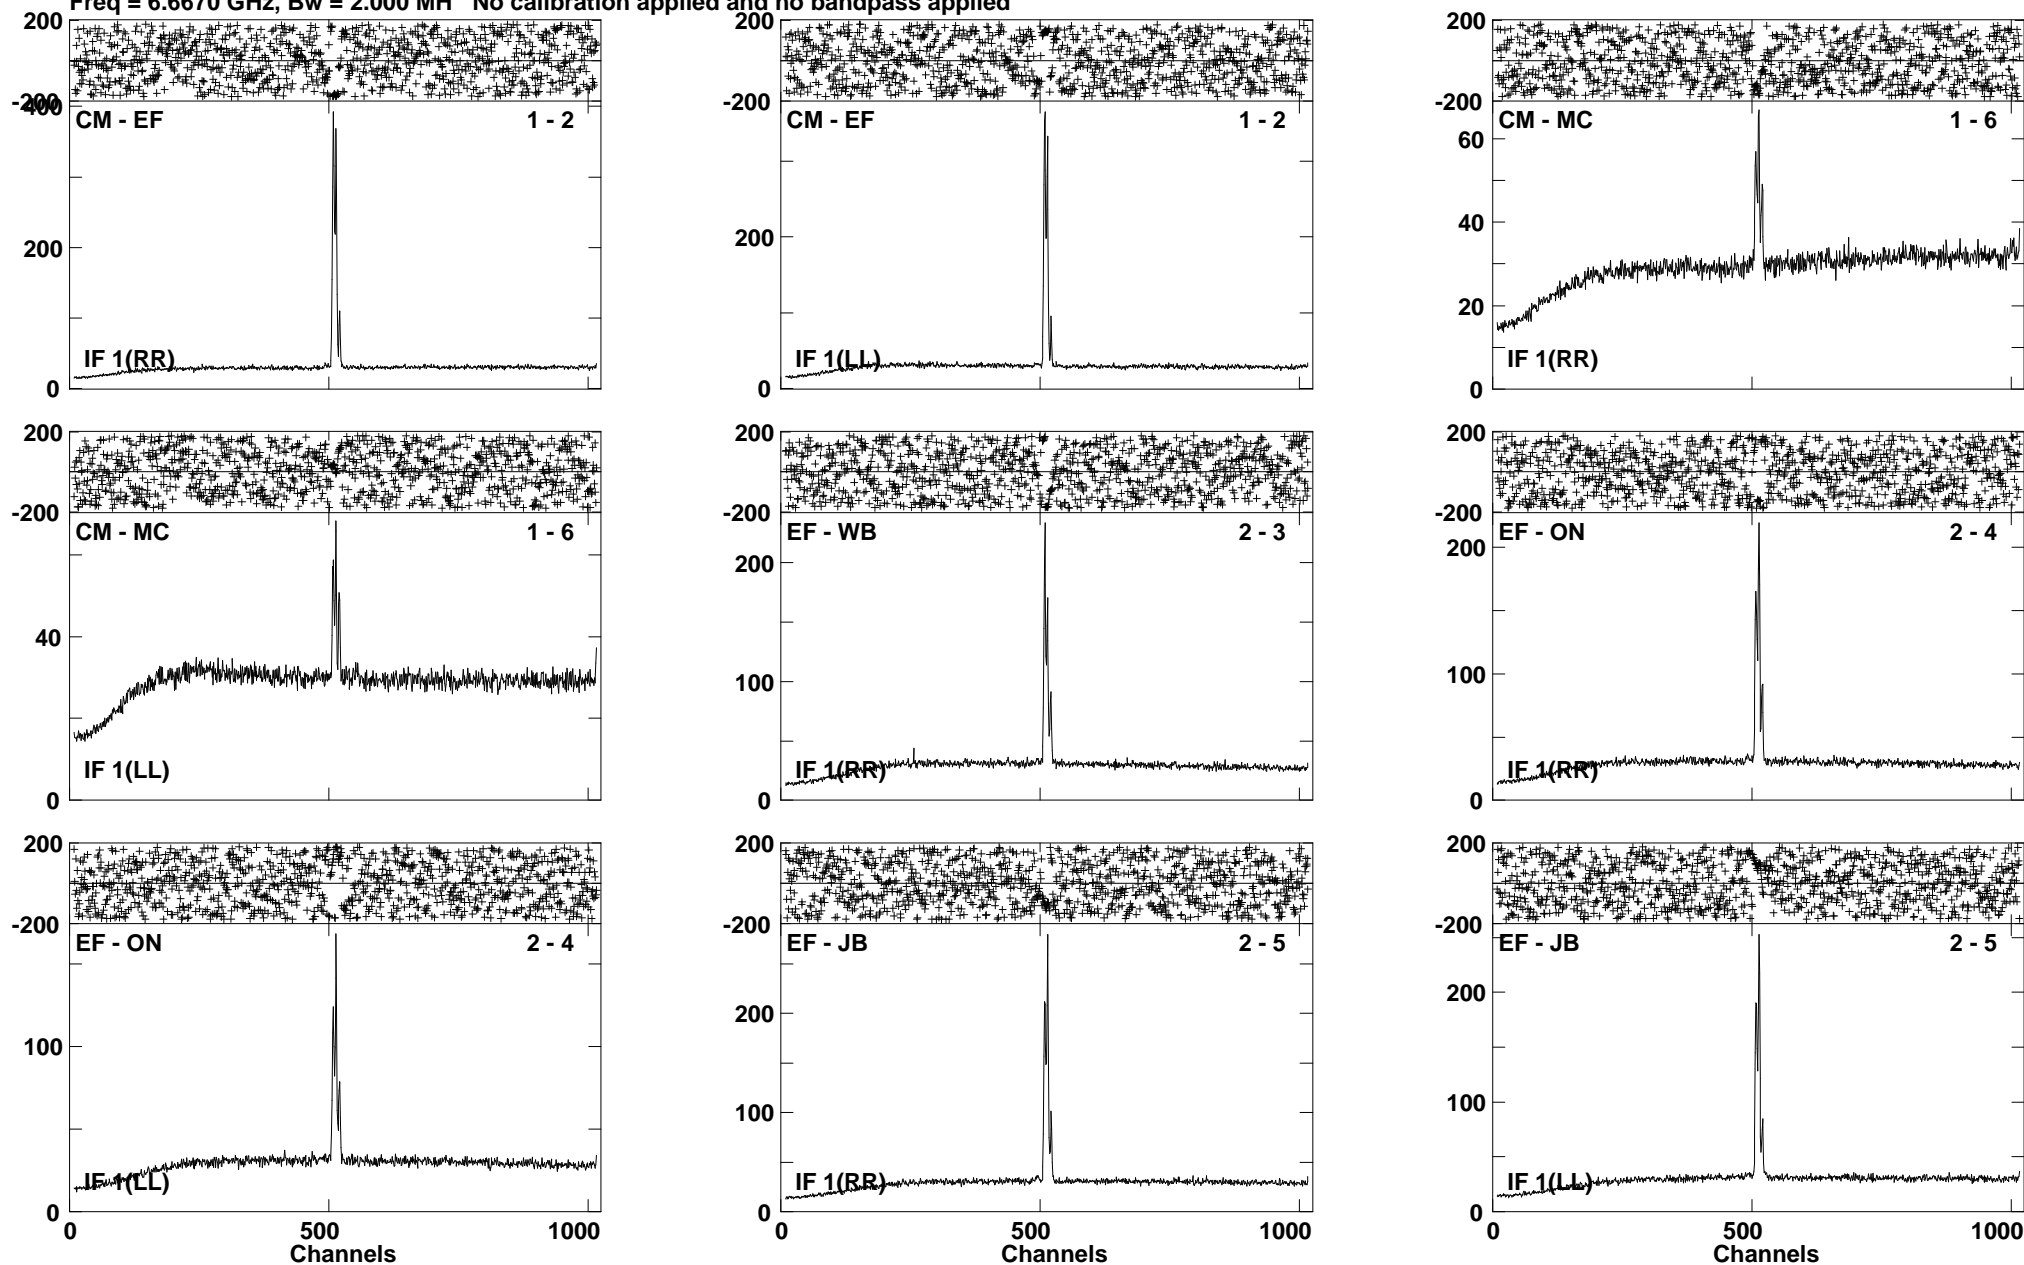 Freq = 6.6670 GHz, Bw = 2.000 MH No calibration applied and no bandpass applied
200
-200
400
200
0
CM - EF 1 - 2
IF 1(RR)
200
-200
200
0
CM - EF 1 - 2
IF 1(LL)
200
-200
60
40
20
0
CM - MC 1 - 6
IF 1(RR)
200
-200
40
0
CM - MC 1 - 6
IF 1(LL)
200
-200
200
100
0
EF - WB 2 - 3
IF 1(RR)
200
-200
200
100
0
EF - ON 2 - 4
IF 1(RR)
200
-200
100
0
EF - ON 2 - 4
IF 1(LL)
0 500 1000
Channels
200
-200
200
100
0
EF - JB 2 - 5
IF 1(RR)
0 500 1000
Channels
200
-200
200
100
0
EF - JB 2 - 5
IF 1(LL)
0 500 1000
Channels